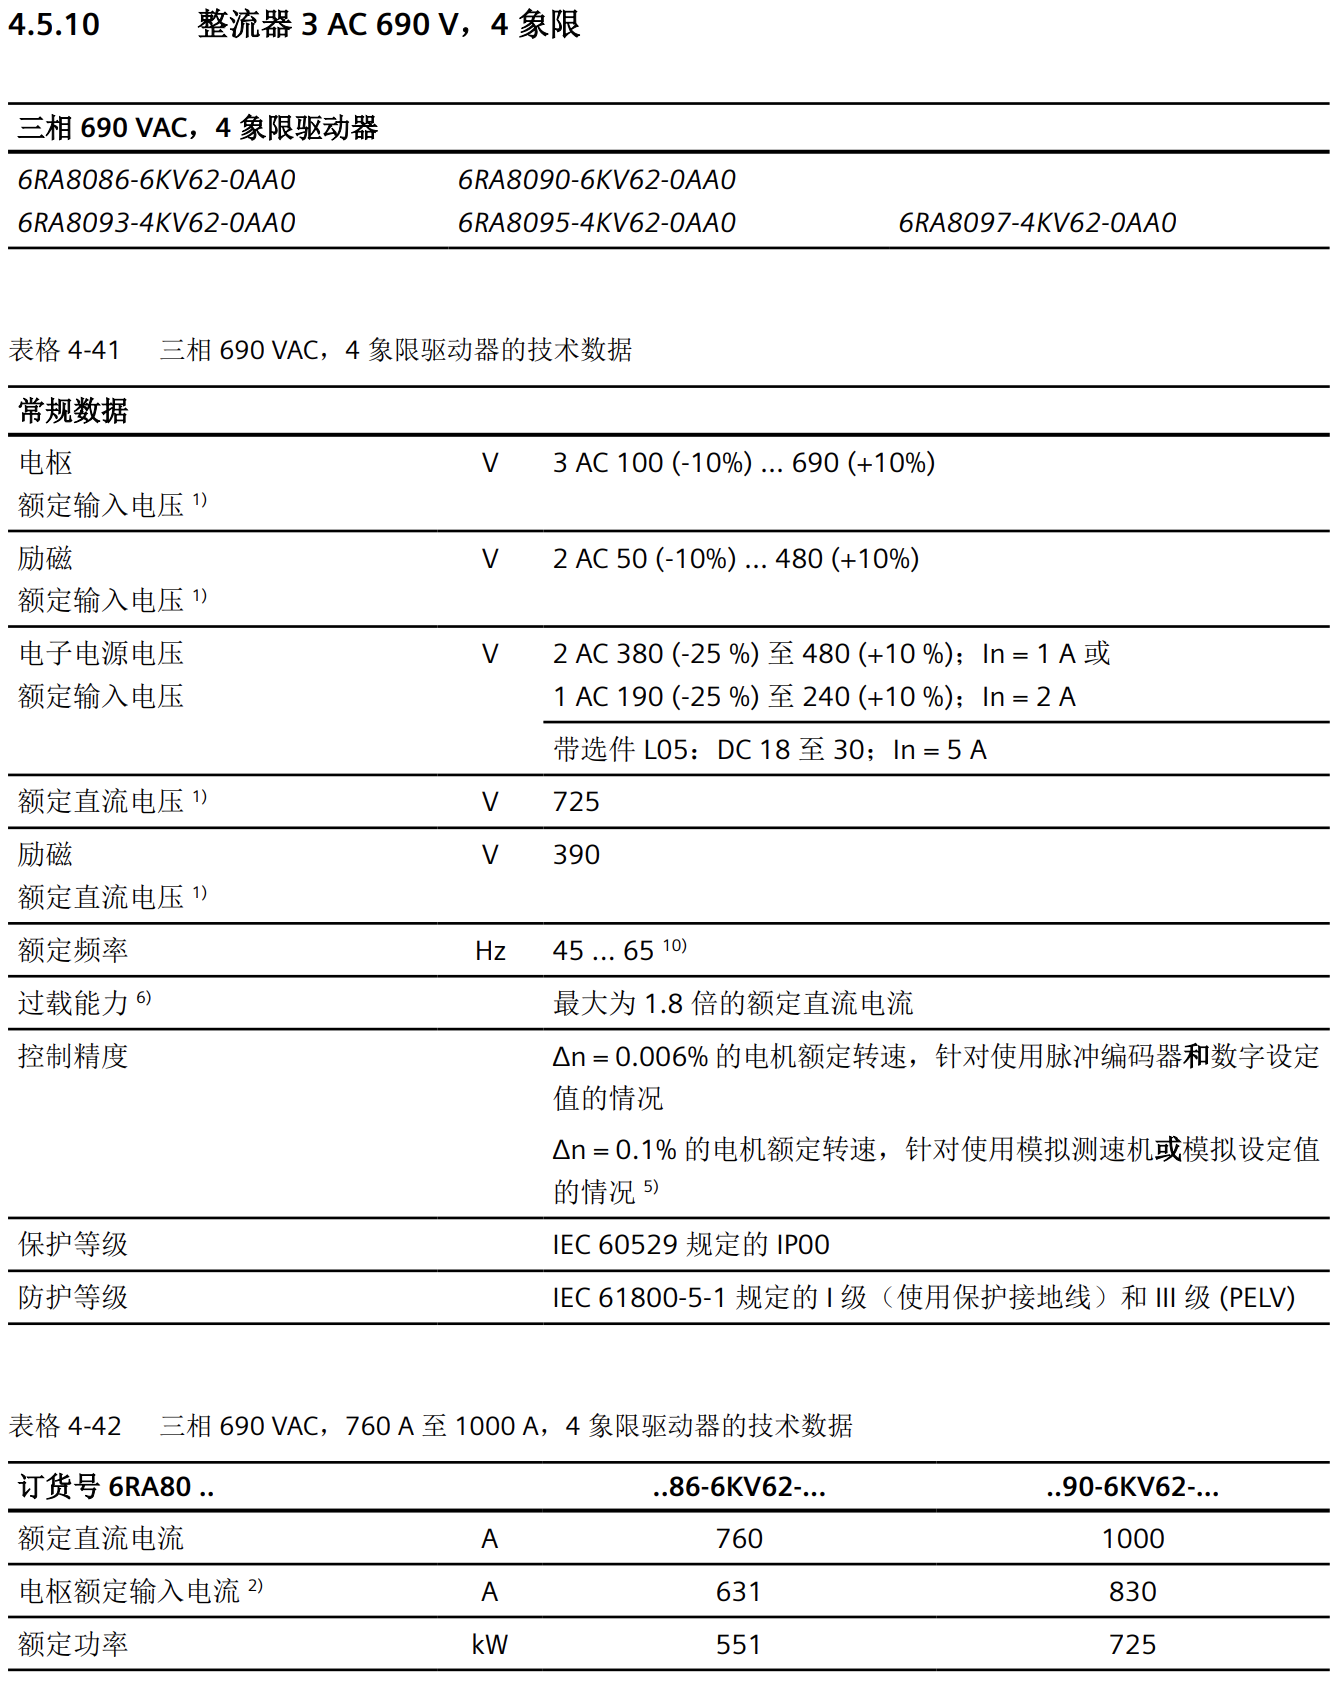 4.5.10 整流器 3 AC 690 V，4 象限
三相 690 VAC，4 象限驱动器
6RA8086-6KV62-0AA0 6RA8090-6KV62-0AA0
6RA8093-4KV62-0AA0 6RA8095-4KV62-0AA0 6RA8097-4KV62-0AA0
表格 4-41 三相 690 VAC，4 象限驱动器的技术数据
常规数据
电枢 V 3 AC 100 (-10%) ... 690 (+10%)
额定输入电压 1)
励磁 V 2 AC 50 (-10%) ... 480 (+10%)
额定输入电压 1)
电子电源电压 V 2 AC 380 (-25 %) 至 480 (+10 %)；In = 1 A 或
额定输入电压 1 AC 190 (-25 %) 至 240 (+10 %)；In = 2 A
带选件 L05：DC 18 至 30；In = 5 A
额定直流电压 1) V 725
励磁 V 390
额定直流电压 1)
额定频率 Hz 45 ... 65 10)
过载能力 6) 最大为 1.8 倍的额定直流电流
控制精度 Δn = 0.006% 的电机额定转速，针对使用脉冲编码器和数字设定
值的情况
Δn = 0.1% 的电机额定转速，针对使用模拟测速机或模拟设定值
的情况 5)
保护等级 IEC 60529 规定的 IP00
防护等级 IEC 61800-5-1 规定的 I 级（使用保护接地线）和 III 级 (PELV)
表格 4-42 三相 690 VAC，760 A 至 1000 A，4 象限驱动器的技术数据
订货号 6RA80 .. ..86-6KV62-... ..90-6KV62-...
额定直流电流 A 760 1000
电枢额定输入电流 2) A 631 830
额定功率 kW 551 725